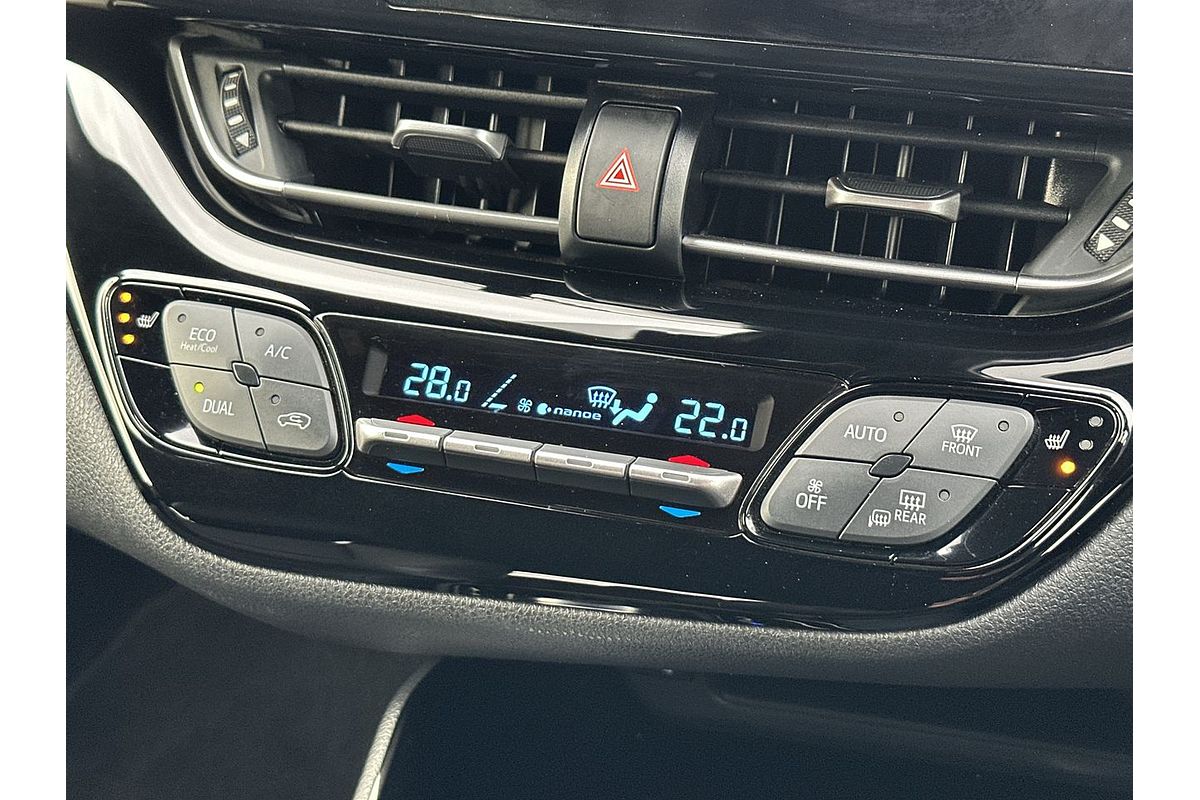 ECO
Heat/Cool
A/C
DUAL
28.0
nanoe
22.0
AUTO
FRONT
OFF
REAR